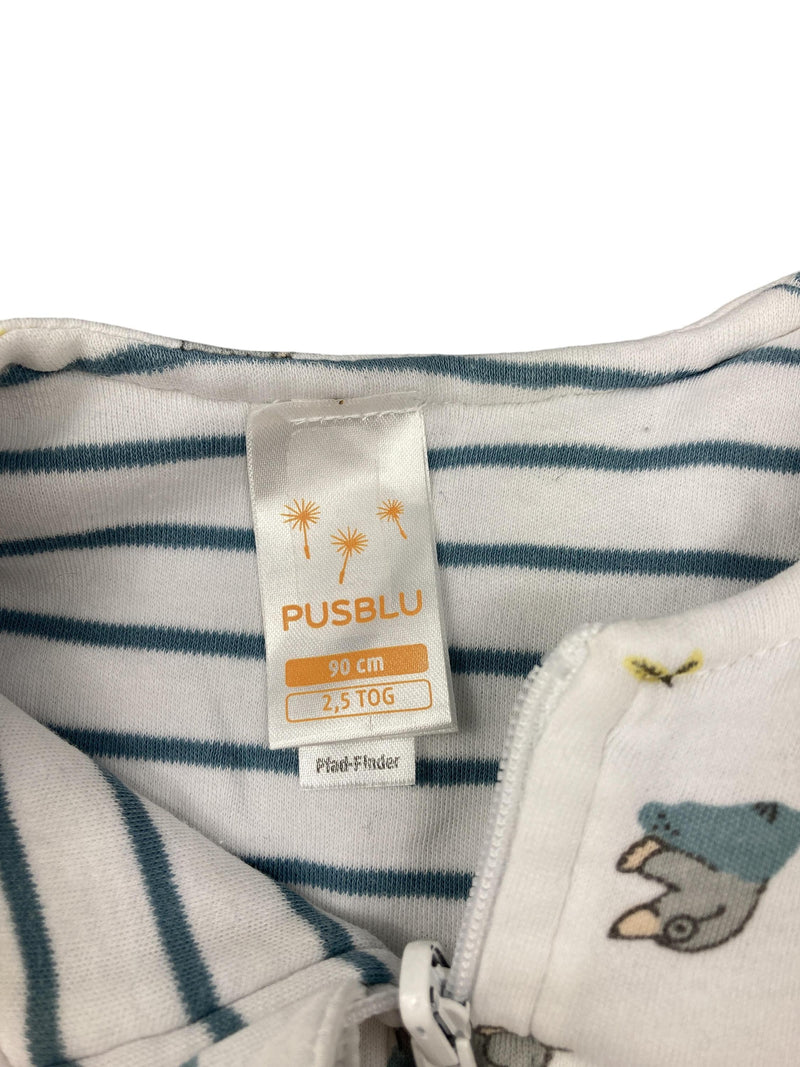 PUSBLU
90 cm
2,5 TOG
Pfad-Finder